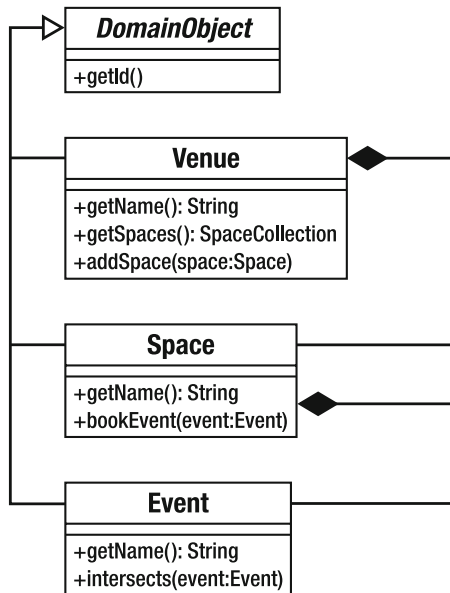 DomainObject
+getId()
Venue
+getName(): String
+getSpaces(): SpaceCollection
+addSpace(space:Space)
Space
+getName(): String
+bookEvent(event:Event)
Event
+getName(): String
+intersects(event:Event)